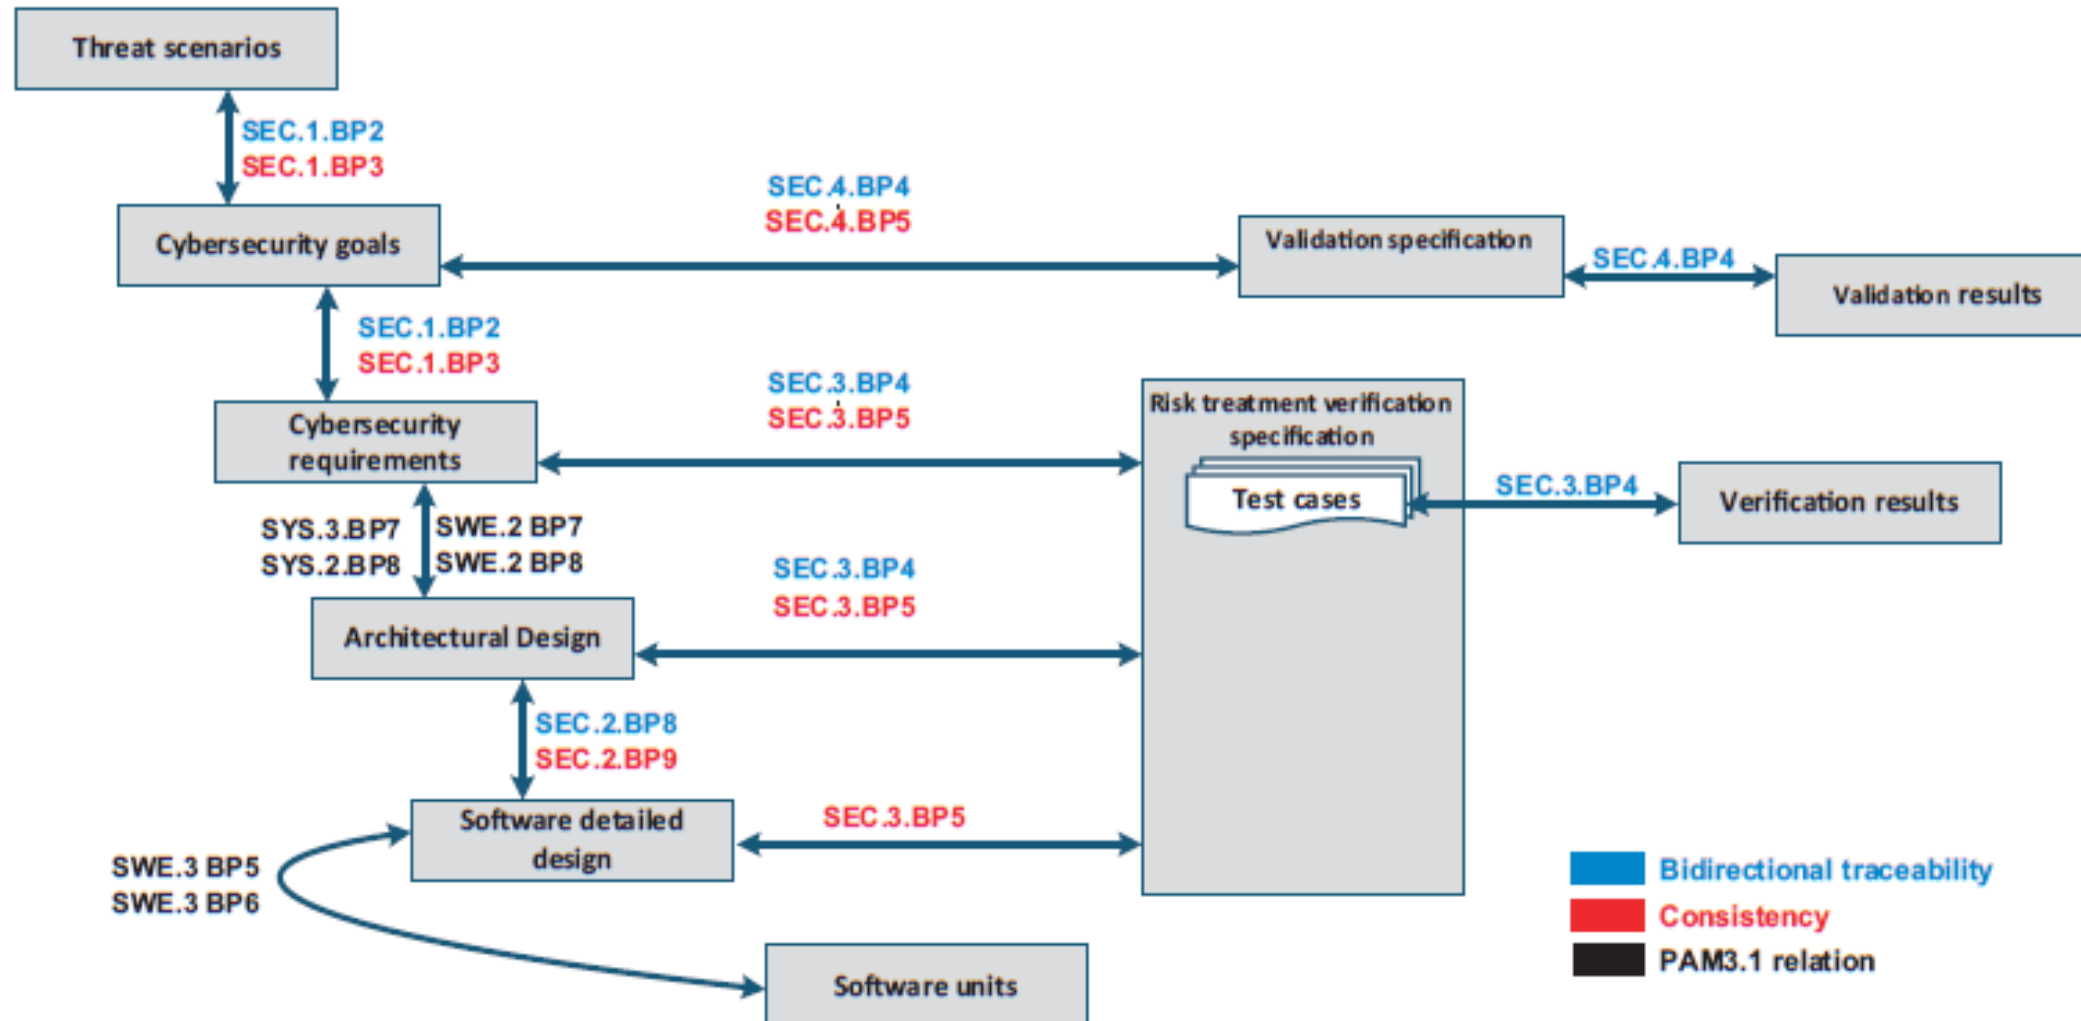 Threat scenarios
SEC.1.BP2
SEC.1.BP3
SEC.4.BP4
SEC.4.BP5
Cybersecurity goals
Validation specification
SEC.4.BP4
Validation results
SEC.1.BP2
SEC.1.BP3
SEC.3.BP4
SEC.3.BP5
Cybersecurity
requirements
Risk treatment verification
specification
Test cases
SEC.3.BP4
Verification results
SYS.3.BP7
SYS.2.BP8
SWE.2 BP7
SWE.2 BP8
SEC.3.BP4
SEC.3.BP5
Architectural Design
SEC.2.BP8
SEC.2.BP9
Software detailed
design
SEC.3.BP5
SWE.3 BP5
SWE.3 BP6
Software units
Bidirectional traceability
Consistency
PAM3.1 relation